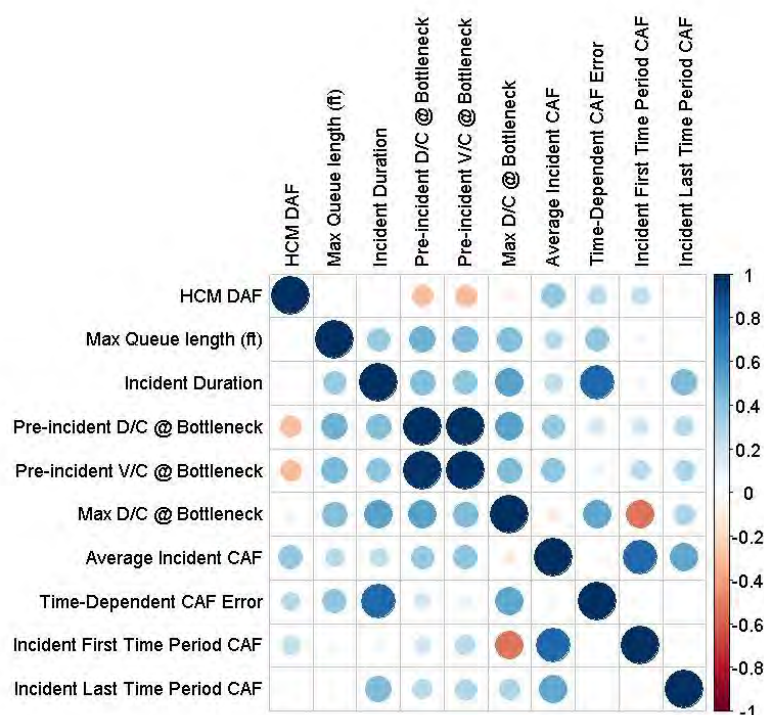 HCM DAF
Max Queue length (ft)
Incident Duration
Pre-incident D/C @ Bottleneck
Pre-incident V/C @ Bottleneck
Max D/C @ Bottleneck
Average Incident CAF
Time-Dependent CAF Error
Incident First Time Period CAF
Incident Last Time Period CAF
HCM DAF
Max Queue length (ft)
Incident Duration
Pre-incident D/C @ Bottleneck
Pre-incident V/C @ Bottleneck
Max D/C @ Bottleneck
Average Incident CAF
Time-Dependent CAF Error
Incident First Time Period CAF
Incident Last Time Period CAF
1
0.8
0.6
0.4
0.2
0
-0.2
-0.4
-0.6
-0.8
-1